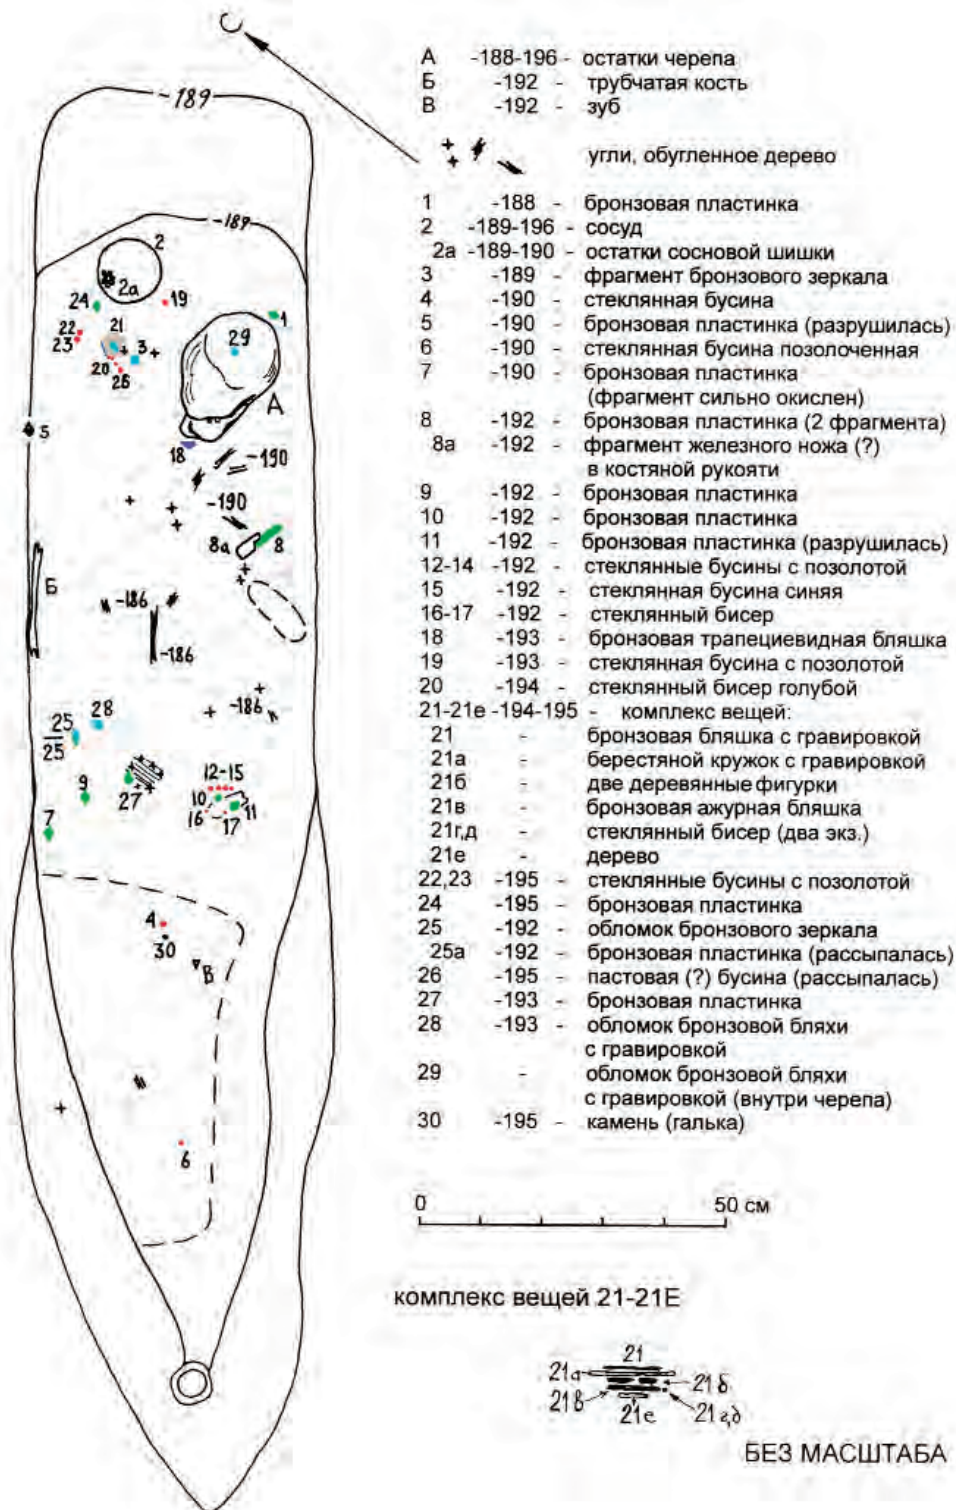 С
-189-
-189-
2
2а
24
19
1
22
23
21
3
20
26
29
А
5
18
-190
-190
8а
8
Б
-186
-186
-186
28
25
25
27
9
12-15
10
11
16
17
7
4
30
В
6
А -188-196 - остатки черепа
Б -192 - трубчатая кость
В -192 - зуб
угли, обугленное дерево
1 -188 - бронзовая пластинка
2 -189-196 - сосуд
2а -189-190 - остатки сосновой шишки
3 -189 - фрагмент бронзового зеркала
4 -190 - стеклянная бусина
5 -190 - бронзовая пластинка (разрушилась)
6 -190 - стеклянная бусина позолоченная
7 -190 - бронзовая пластинка
(фрагмент сильно окислен)
8 -192 - бронзовая пластинка (2 фрагмента)
8а -192 - фрагмент железного ножа (?)
в костяной рукояти
9 -192 - бронзовая пластинка
10 -192 - бронзовая пластинка
11 -192 - бронзовая пластинка (разрушилась)
12-14 -192 - стеклянные бусины с позолотой
15 -192 - стеклянная бусина синяя
16-17 -192 - стеклянный бисер
18 -193 - бронзовая трапециевидная бляшка
19 -193 - стеклянная бусина с позолотой
20 -194 - стеклянный бисер голубой
21-21е -194-195 - комплекс вещей:
21 - бронзовая бляшка с гравировкой
21а - берестяной кружок с гравировкой
21б - две деревянные фигурки
21в - бронзовая ажурная бляшка
21г,д - стеклянный бисер (два экз.)
21е - дерево
22,23 -195 - стеклянные бусины с позолотой
24 -195 - бронзовая пластинка
25 -192 - обломок бронзового зеркала
25а -192 - бронзовая пластинка (рассыпалась)
26 -195 - пастовая (?) бусина (рассыпалась)
27 -193 - бронзовая пластинка
28 -193 - обломок бронзовой бляхи
с гравировкой
29 - обломок бронзовой бляхи
с гравировкой (внутри черепа)
30 -195 - камень (галька)
0 50 см
комплекс вещей 21-21Е
21
21а
21б
21в
21е
21г,д
БЕЗ МАСШТАБА